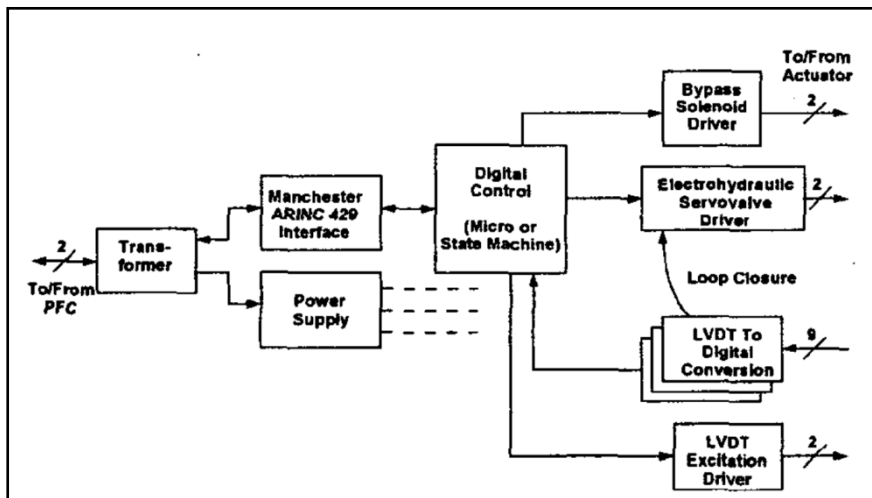 To/From
Actuator
Bypass
Solenoid
Driver
2
Digital
Control
(Micro or
State Machine)
Manchester
ARINC 429
Interface
Electrohydraulic
Servovalve
Driver
2
2
Trans-
former
To/From
PFC
Power
Supply
Loop Closure
LVDT To
Digital
Conversion
9
LVDT
Excitation
Driver
2